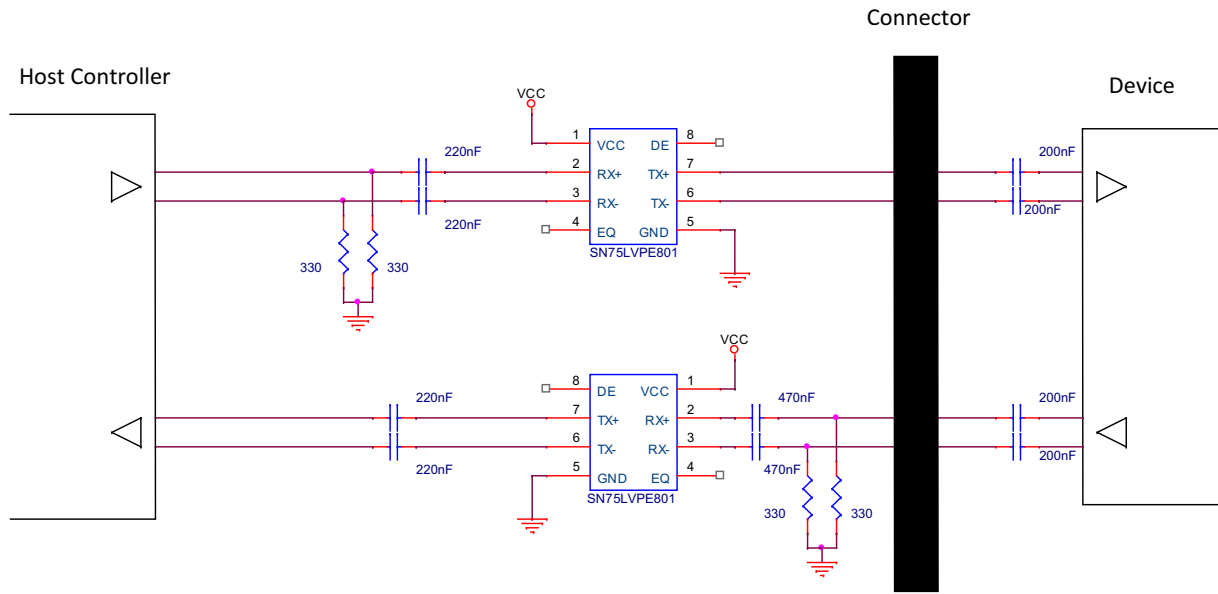 Connector
Host Controller
Device
VCC
220nF
1
VCC
DE
8
200nF
2
RX+
TX+
7
3
RX-
TX-
6
220nF
4
EQ
GND
5
200nF
SN75LVPE801
330
330
VCC
220nF
8
DE
VCC
1
470nF
200nF
7
TX+
RX+
2
6
TX-
RX-
3
220nF
5
GND
EQ
4
470nF
200nF
SN75LVPE801
330
330